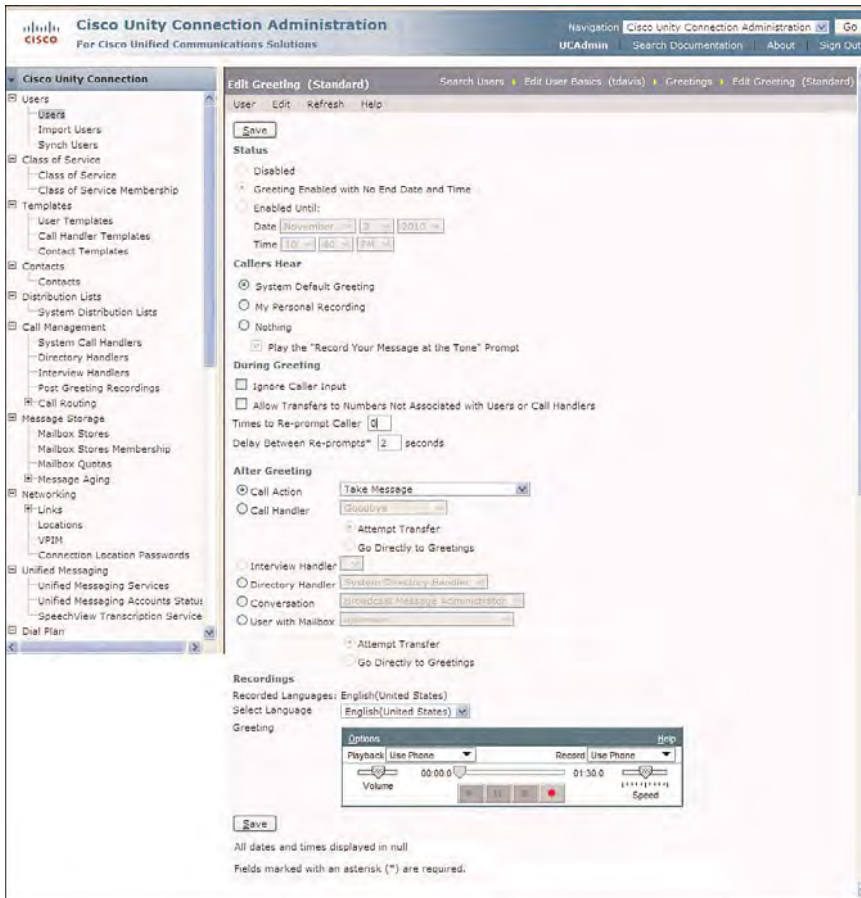 cisco
Cisco Unity Connection Administration
For Cisco Unified Communications Solutions
Navigation Cisco Unity Connection Administration Go
UCAdmin Search Documentation About Sign Out
Cisco Unity Connection
Users
Users
Import Users
Synch Users
Class of Service
Class of Service
Class of Service Membership
Templates
User Templates
Call Handler Templates
Contact Templates
Contacts
Contacts
Distribution Lists
System Distribution Lists
Call Management
System Call Handlers
Directory Handlers
Interview Handlers
Post Greeting Recordings
Call Routing
Message Storage
Mailbox Stores
Mailbox Stores Membership
Mailbox Quotas
Message Aging
Networking
Links
Locations
VPIM
Connection Location Passwords
Unified Messaging
Unified Messaging Services
Unified Messaging Accounts Status
SpeechView Transcription Service
Dial Plan
Edit Greeting (Standard)
Search Users Edit User Basics (tdavis) Greetings Edit Greeting (Standard)
User Edit Refresh Help
Save
Status
Disabled
Greeting Enabled with No End Date and Time
Enabled Until:
Date November 2 2010
Time 10 40 PM
Callers Hear
System Default Greeting
My Personal Recording
Nothing
Play the "Record Your Message at the Tone" Prompt
During Greeting
Ignore Caller Input
Allow Transfers to Numbers Not Associated with Users or Call Handlers
Times to Re-prompt Caller 0
Delay Between Re-prompts* 2 seconds
After Greeting
Call Action Take Message
Call Handler Goodbye
Attempt Transfer
Go Directly to Greetings
Interview Handler
Directory Handler System Directory Handler
Conversation Broadcast Message Administrator
User with Mailbox
Attempt Transfer
Go Directly to Greetings
Recordings
Recorded Languages: English(United States)
Select Language English(United States)
Greeting
Options Help
Playback Use Phone Record Use Phone
00:00.0 01:30.0
Volume Speed
Save
All dates and times displayed in null
Fields marked with an asterisk (*) are required.